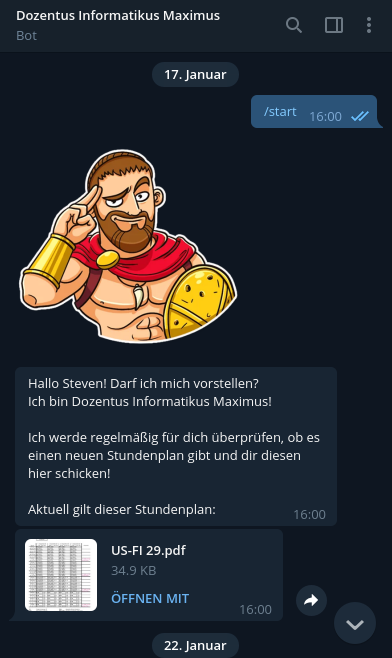 Dozentus Informatikus Maximus
Bot
17. Januar
/start 16:00
Hallo Steven! Darf ich mich vorstellen?
Ich bin Dozentus Informatikus Maximus!
Ich werde regelmäßig für dich überprüfen, ob es
einen neuen Stundenplan gibt und dir diesen
hier schicken!
Aktuell gilt dieser Stundenplan: 16:00
US-FI 29.pdf
34.9 KB
ÖFFNEN MIT 16:00
22. Januar